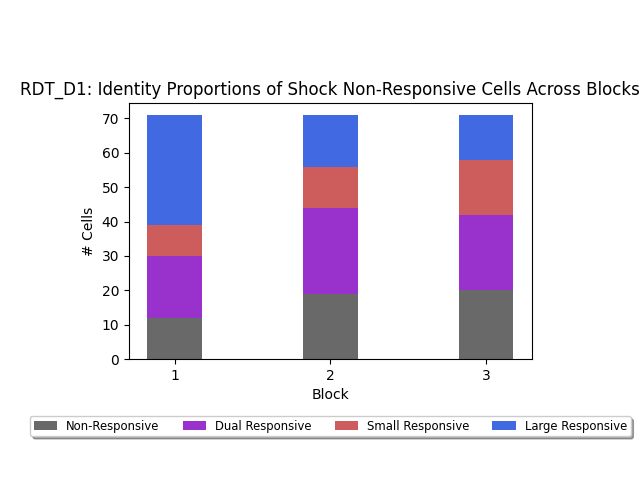 RDT_D1: Identity Proportions of Shock Non-Responsive Cells Across Blocks
70
60
50
40
30
20
10
0
# Cells
1 2 3
Block
Non-Responsive Dual Responsive Small Responsive Large Responsive